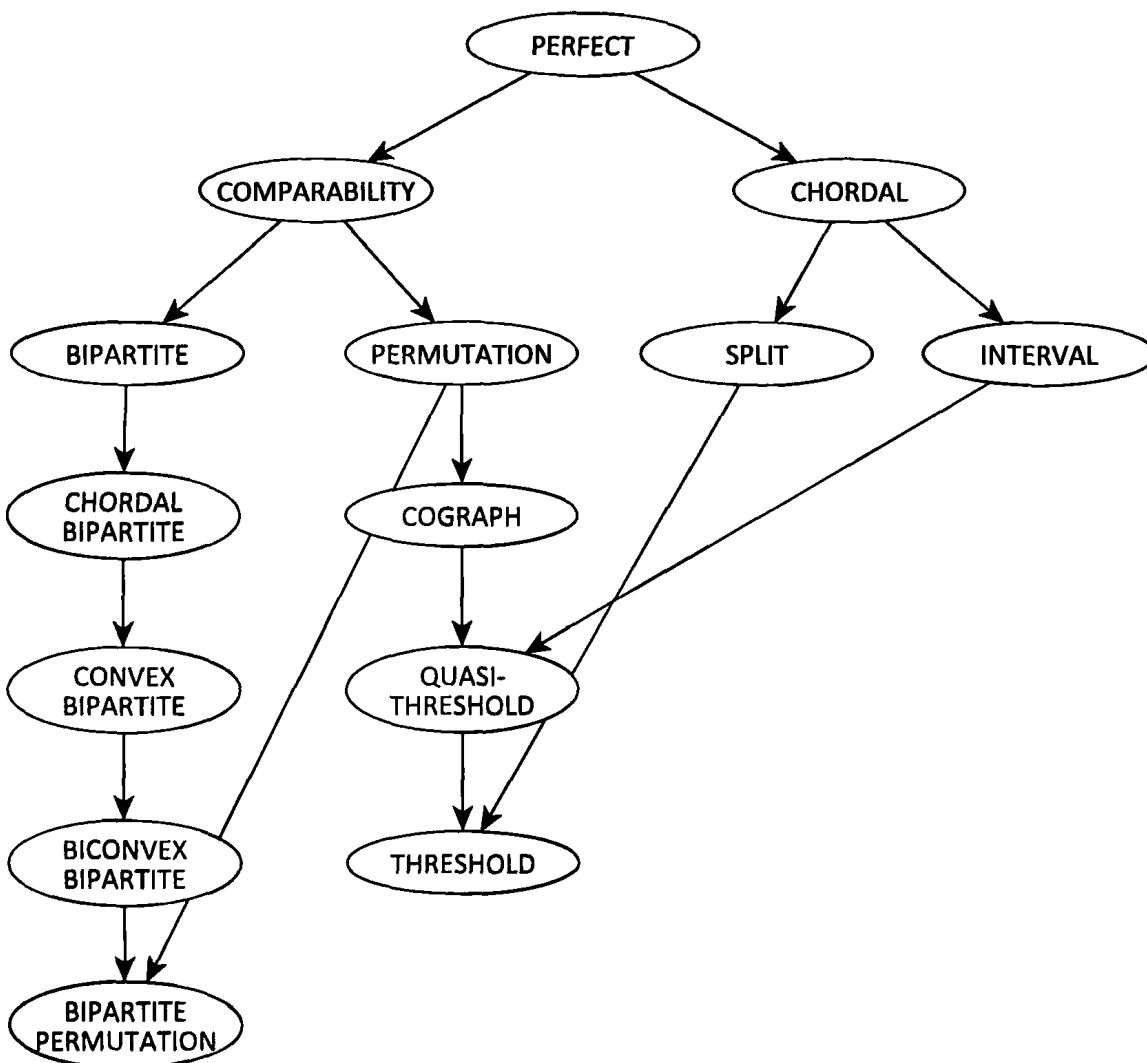 PERFECT
COMPARABILITY
CHORDAL
BIPARTITE
PERMUTATION
SPLIT
INTERVAL
CHORDAL
BIPARTITE
COGRAPH
CONVEX
BIPARTITE
QUASI-
THRESHOLD
BICONVEX
BIPARTITE
THRESHOLD
BIPARTITE
PERMUTATION